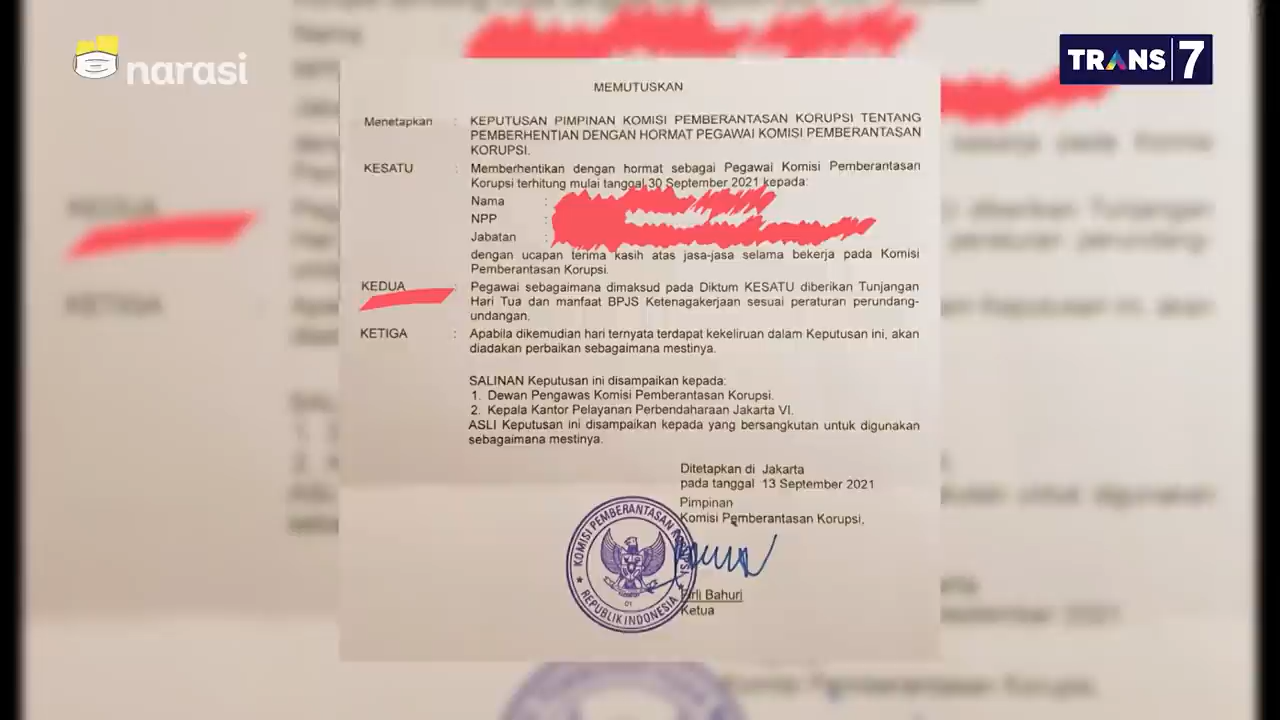 narasi
TRANS 7
MEMUTUSKAN
Menetapkan : KEPUTUSAN PIMPINAN KOMISI PEMBERANTASAN KORUPSI TENTANG
PEMBERHENTIAN DENGAN HORMAT PEGAWAI KOMISI PEMBERANTASAN
KORUPSI.
KESATU : Memberhentikan dengan hormat sebagai Pegawai Komisi Pemberantasan
Korupsi terhitung mulai tanggal 30 September 2021 kepada:
Nama :
NPP :
Jabatan :
dengan ucapan terima kasih atas jasa-jasa selama bekerja pada Komisi
Pemberantasan Korupsi.
KEDUA : Pegawai sebagaimana dimaksud pada Diktum KESATU diberikan Tunjangan
Hari Tua dan manfaat BPJS Ketenagakerjaan sesuai peraturan perundang-
undangan.
KETIGA : Apabila dikemudian hari ternyata terdapat kekeliruan dalam Keputusan ini, akan
diadakan perbaikan sebagaimana mestinya.
SALINAN Keputusan ini disampaikan kepada:
1. Dewan Pengawas Komisi Pemberantasan Korupsi.
2. Kepala Kantor Pelayanan Perbendaharaan Jakarta VI.
ASLI Keputusan ini disampaikan kepada yang bersangkutan untuk digunakan
sebagaimana mestinya.
Ditetapkan di Jakarta
pada tanggal 13 September 2021
Pimpinan
Komisi Pemberantasan Korupsi,
KOMISI PEMBERANTASAN KORUPSI
REPUBLIK INDONESIA
01
Firli Bahuri
Ketua